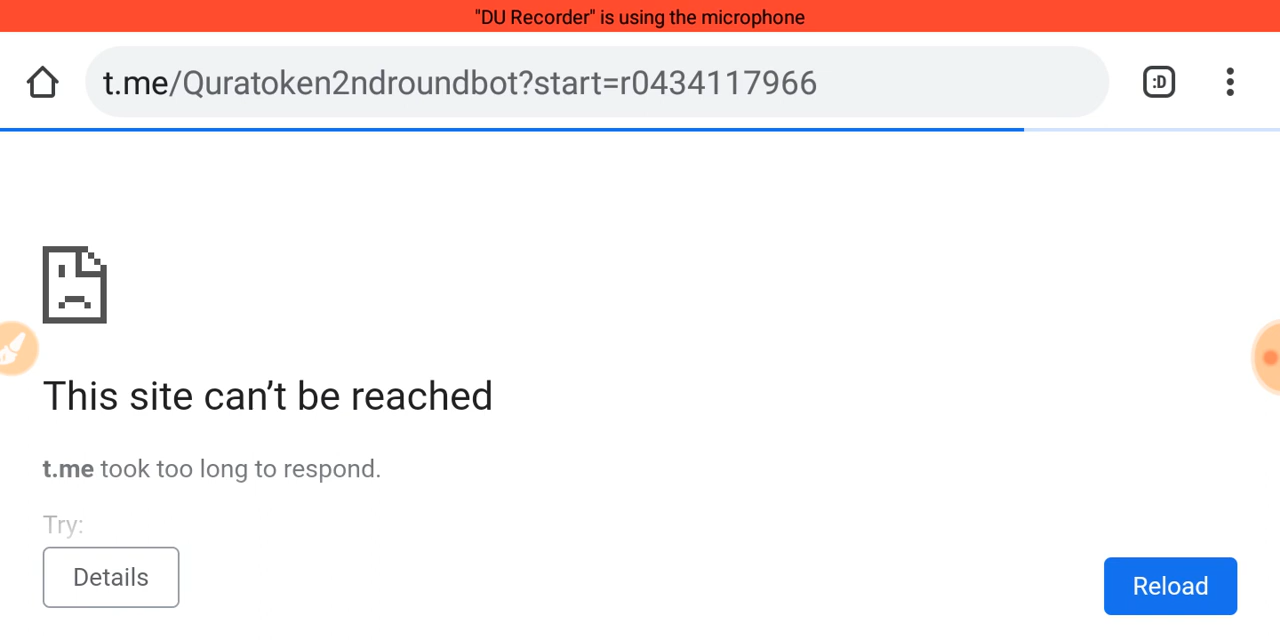 "DU Recorder" is using the microphone
t.me/Quratoken2ndroundbot?start=r0434117966
:D
This site can’t be reached
t.me took too long to respond.
Try:
Details
Reload